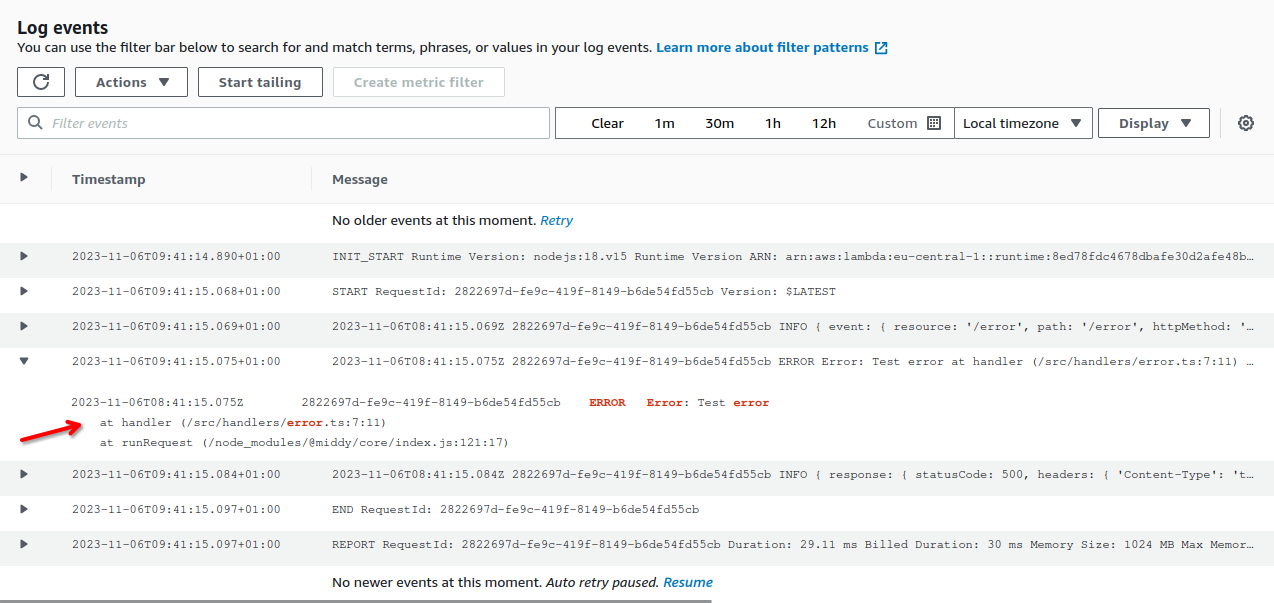 Log events
You can use the filter bar below to search for and match terms, phrases, or values in your log events. Learn more about filter patterns
Actions Start tailing Create metric filter
Filter events Clear 1m 30m 1h 12h Custom Local timezone Display
Timestamp Message
No older events at this moment. Retry
2023-11-06T09:41:14.890+01:00 INIT_START Runtime Version: nodejs:18.v15 Runtime Version ARN: arn:aws:lambda:eu-central-1::runtime:8ed78fdc4678dbafe30d2afe48b…
2023-11-06T09:41:15.068+01:00 START RequestId: 2822697d-fe9c-419f-8149-b6de54fd55cb Version: $LATEST
2023-11-06T09:41:15.069+01:00 2023-11-06T08:41:15.069Z 2822697d-fe9c-419f-8149-b6de54fd55cb INFO { event: { resource: '/error', path: '/error', httpMethod: '…
2023-11-06T09:41:15.075+01:00 2023-11-06T08:41:15.075Z 2822697d-fe9c-419f-8149-b6de54fd55cb ERROR Error: Test error at handler (/src/handlers/error.ts:7:11) …
2023-11-06T08:41:15.075Z 2822697d-fe9c-419f-8149-b6de54fd55cb ERROR Error: Test error
at handler (/src/handlers/error.ts:7:11)
at runRequest (/node_modules/@middy/core/index.js:121:17)
2023-11-06T09:41:15.084+01:00 2023-11-06T08:41:15.084Z 2822697d-fe9c-419f-8149-b6de54fd55cb INFO { response: { statusCode: 500, headers: { 'Content-Type': 't…
2023-11-06T09:41:15.097+01:00 END RequestId: 2822697d-fe9c-419f-8149-b6de54fd55cb
2023-11-06T09:41:15.097+01:00 REPORT RequestId: 2822697d-fe9c-419f-8149-b6de54fd55cb Duration: 29.11 ms Billed Duration: 30 ms Memory Size: 1024 MB Max Memor…
No newer events at this moment. Auto retry paused. Resume